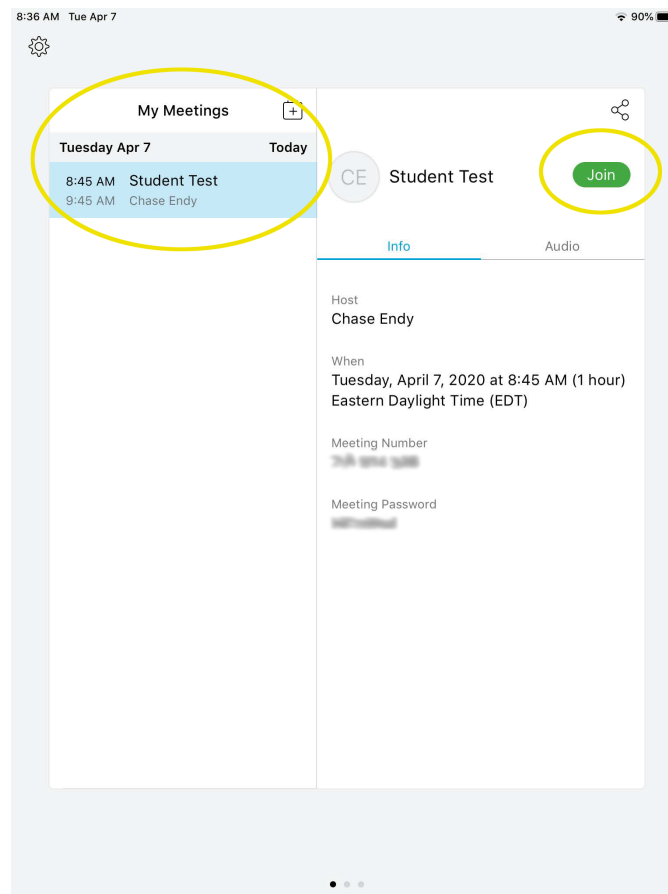 8:36 AM Tue Apr 7
90%
My Meetings
Tuesday Apr 7 Today
8:45 AM Student Test
9:45 AM Chase Endy
CE Student Test
Join
Info Audio
Host
Chase Endy
When
Tuesday, April 7, 2020 at 8:45 AM (1 hour)
Eastern Daylight Time (EDT)
Meeting Number
Meeting Password